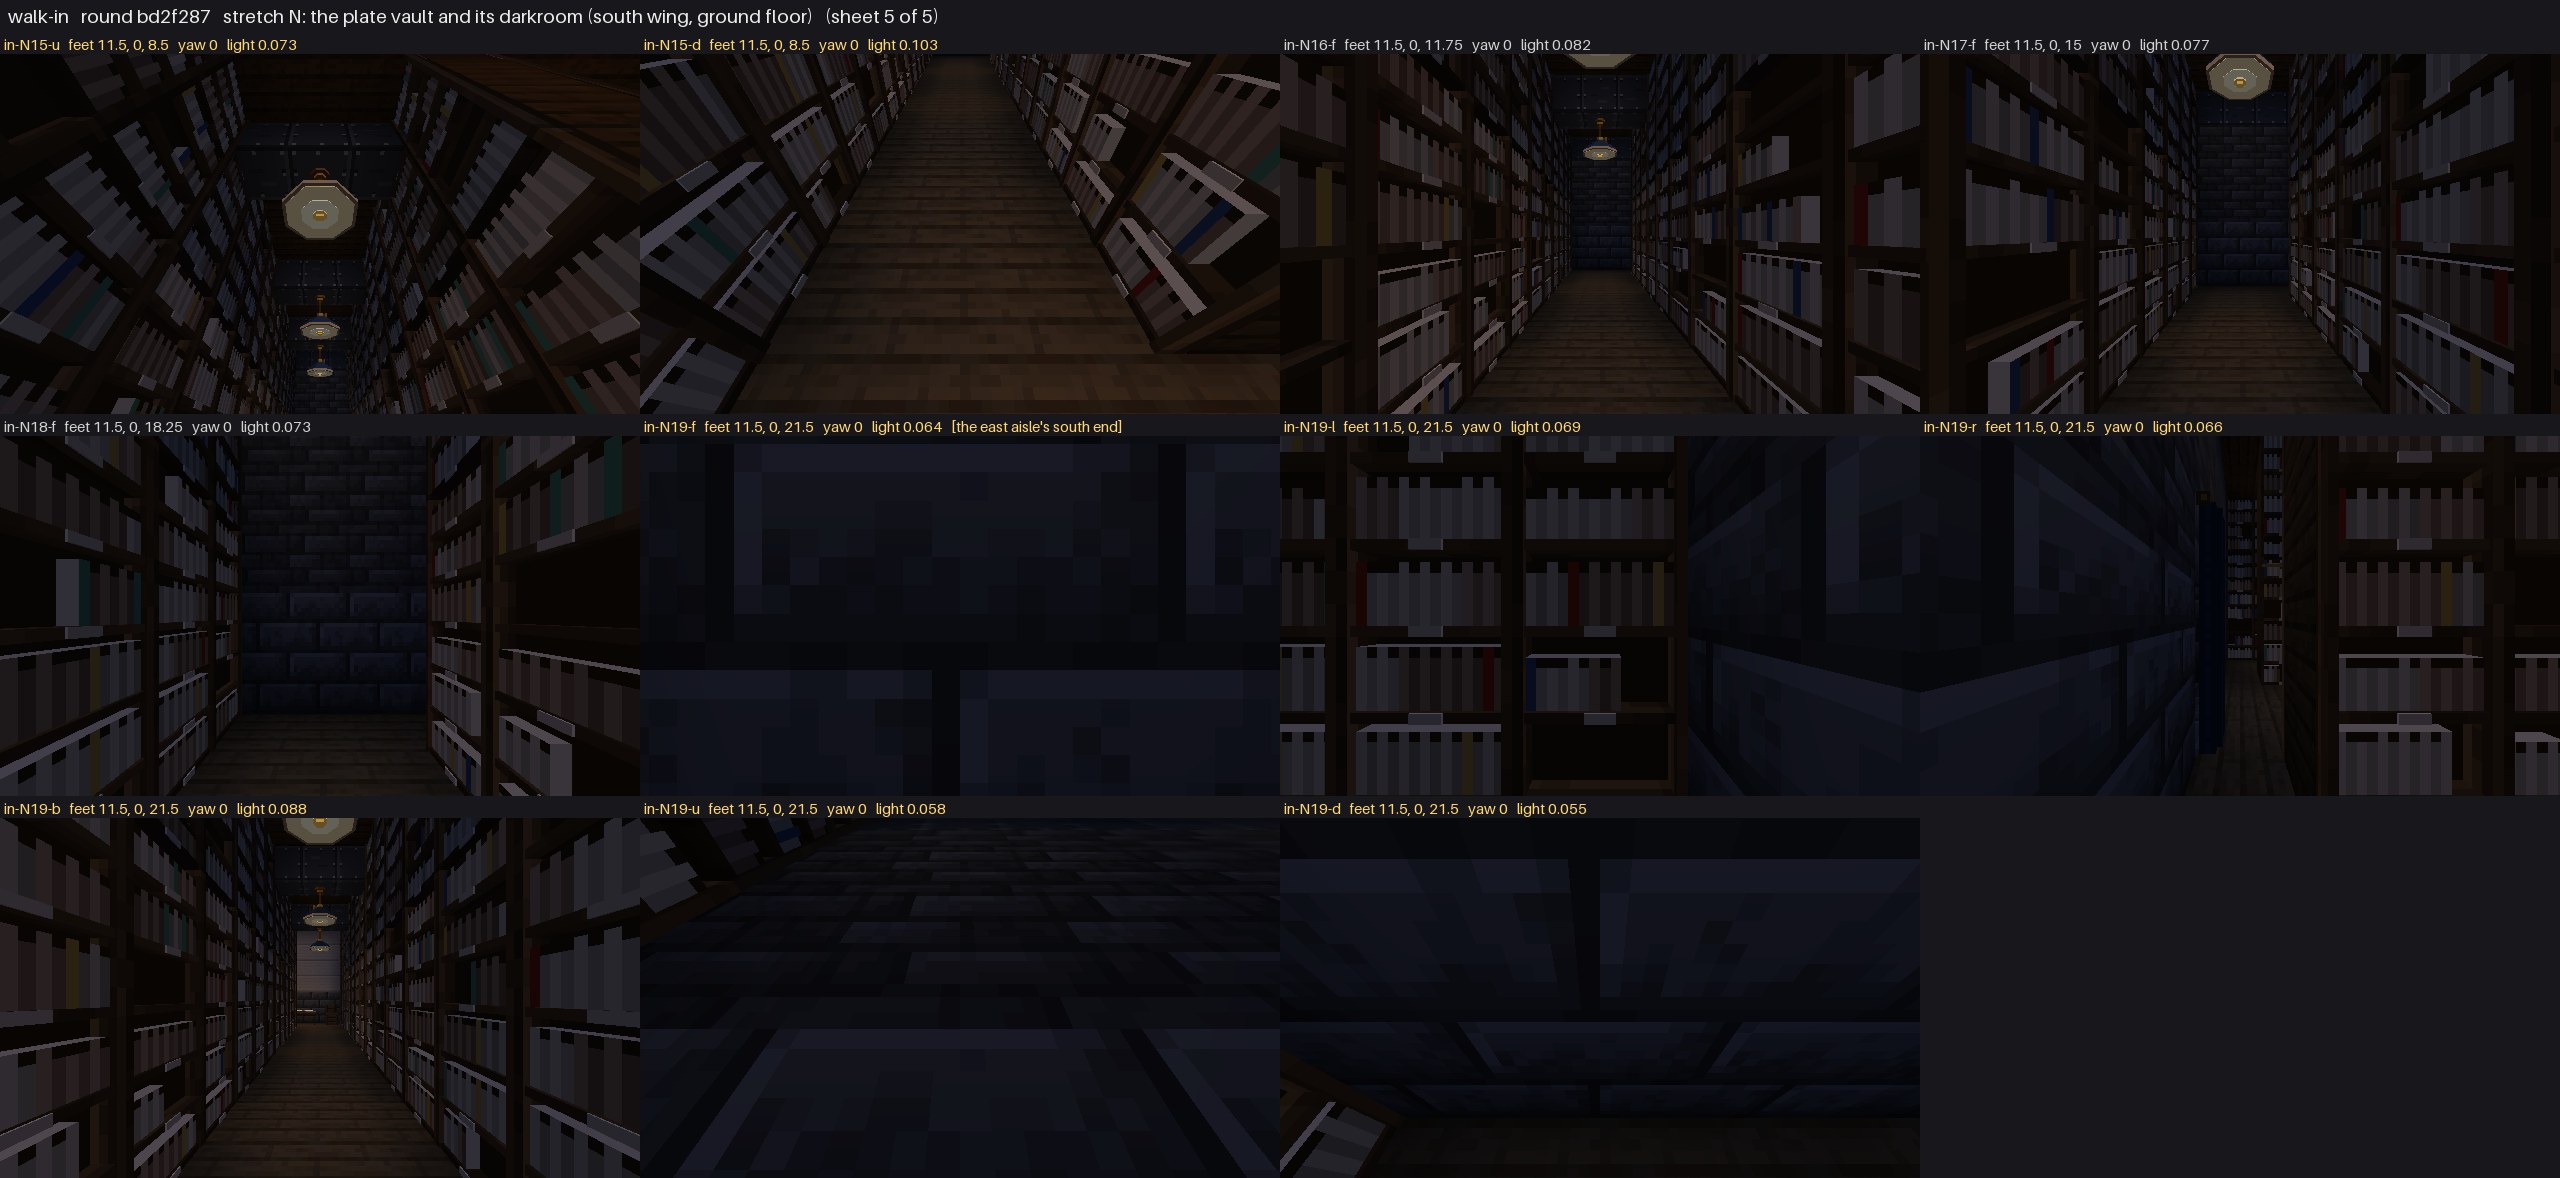 walk-in round bd2f287 stretch N: the plate vault and its darkroom (south wing, ground floor) (sheet 5 of 5)
in-N15-u feet 11.5, 0, 8.5 yaw 0 light 0.073
in-N15-d feet 11.5, 0, 8.5 yaw 0 light 0.103
in-N16-f feet 11.5, 0, 11.75 yaw 0 light 0.082
in-N17-f feet 11.5, 0, 15 yaw 0 light 0.077
in-N18-f feet 11.5, 0, 18.25 yaw 0 light 0.073
in-N19-f feet 11.5, 0, 21.5 yaw 0 light 0.064 [the east aisle's south end]
in-N19-l feet 11.5, 0, 21.5 yaw 0 light 0.069
in-N19-r feet 11.5, 0, 21.5 yaw 0 light 0.066
in-N19-b feet 11.5, 0, 21.5 yaw 0 light 0.088
in-N19-u feet 11.5, 0, 21.5 yaw 0 light 0.058
in-N19-d feet 11.5, 0, 21.5 yaw 0 light 0.055